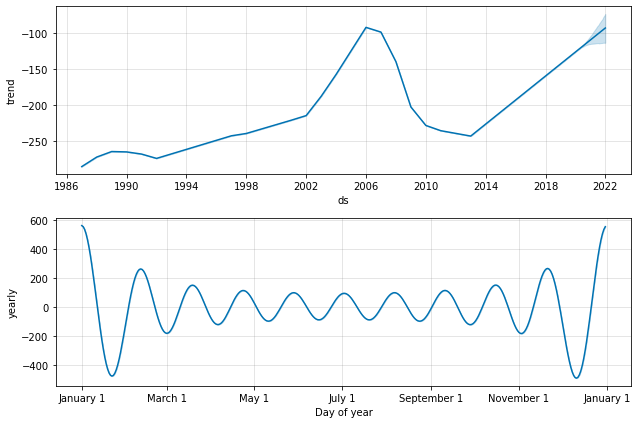 trend
−100
−150
−200
−250
1986 1990 1994 1998 2002 2006 2010 2014 2018 2022
ds
yearly
600
400
200
0
−200
−400
January 1 March 1 May 1 July 1 September 1 November 1 January 1
Day of year